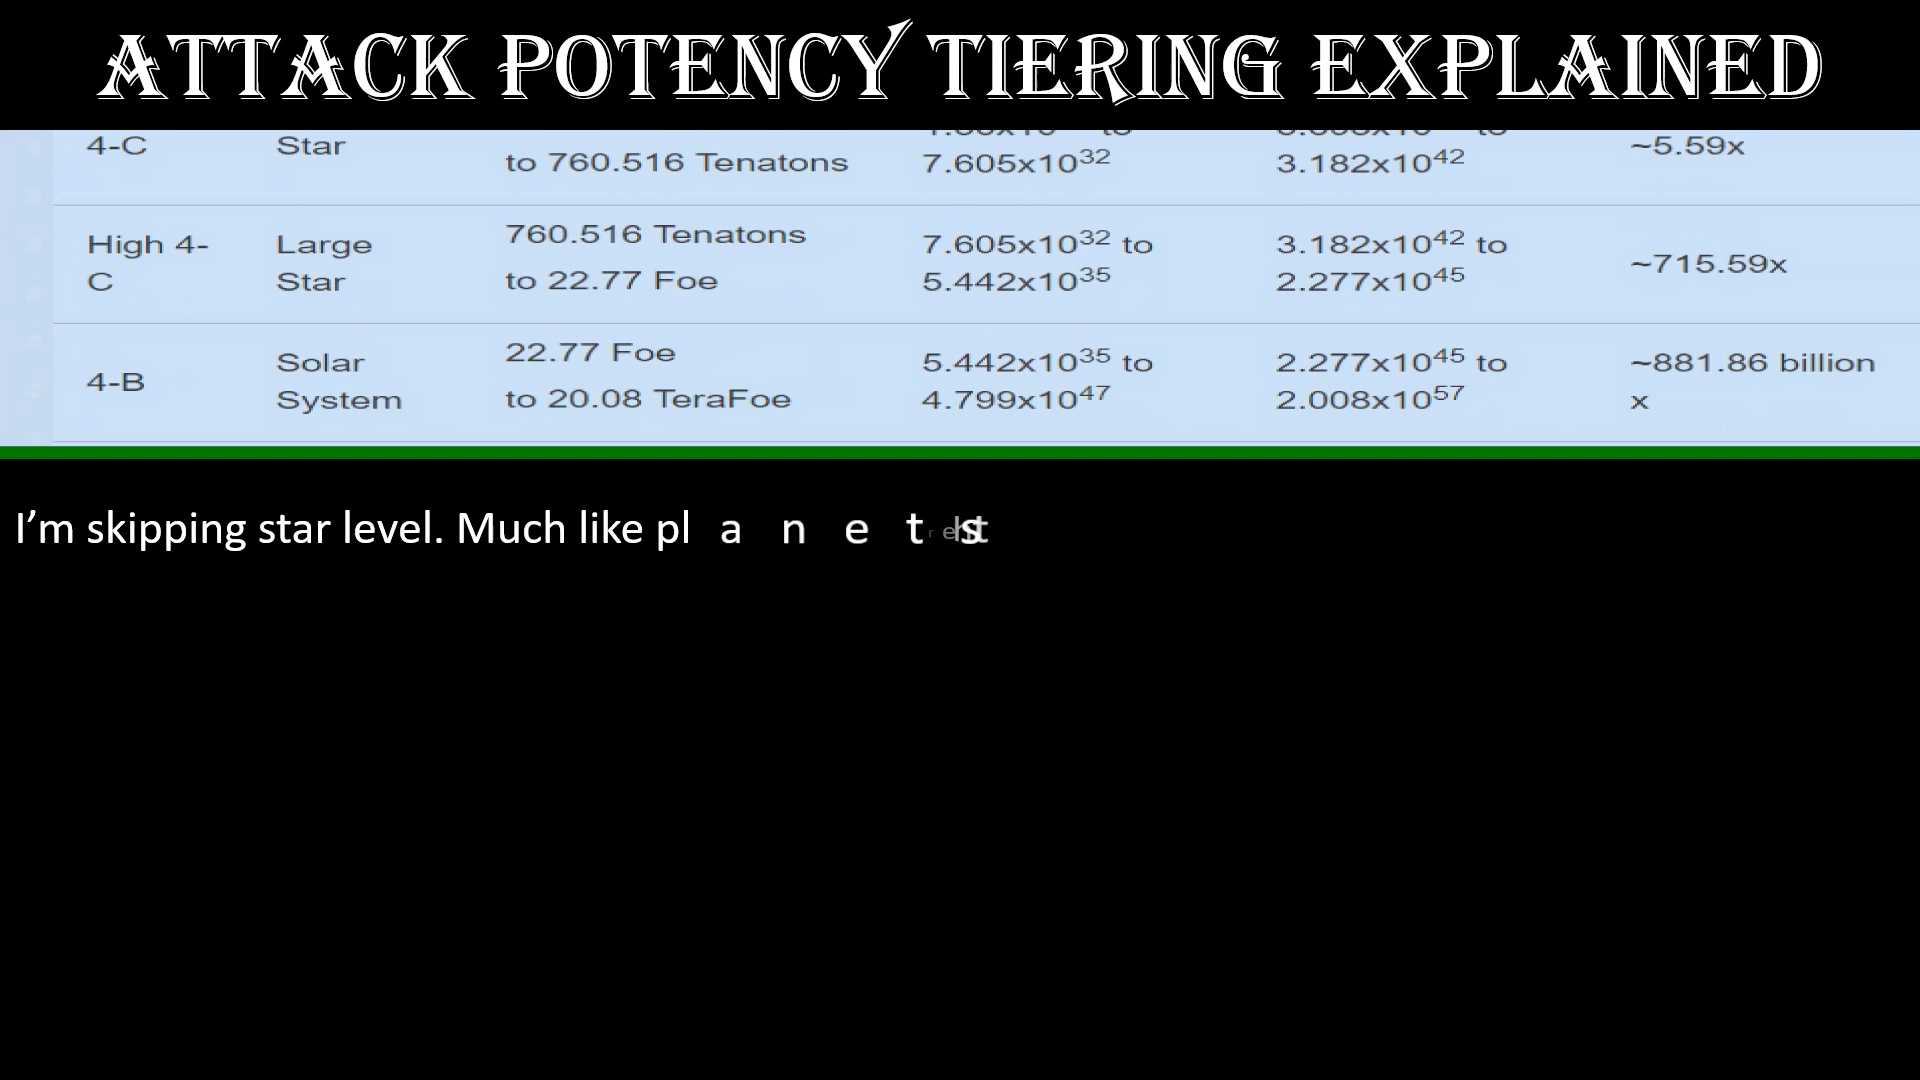 ATTACK POTENCY TIERING EXPLAINED
4-C Star to 760.516 Tenatons 7.605x10³² 3.182x10⁴² ~5.59x
High 4-C Large Star 760.516 Tenatons to 22.77 Foe 7.605x10³² to 5.442x10³⁵ 3.182x10⁴² to 2.277x10⁴⁵ ~715.59x
4-B Solar System 22.77 Foe to 20.08 TeraFoe 5.442x10³⁵ to 4.799x10⁴⁷ 2.277x10⁴⁵ to 2.008x10⁵⁷ ~881.86 billion x
I’m skipping star level. Much like planet